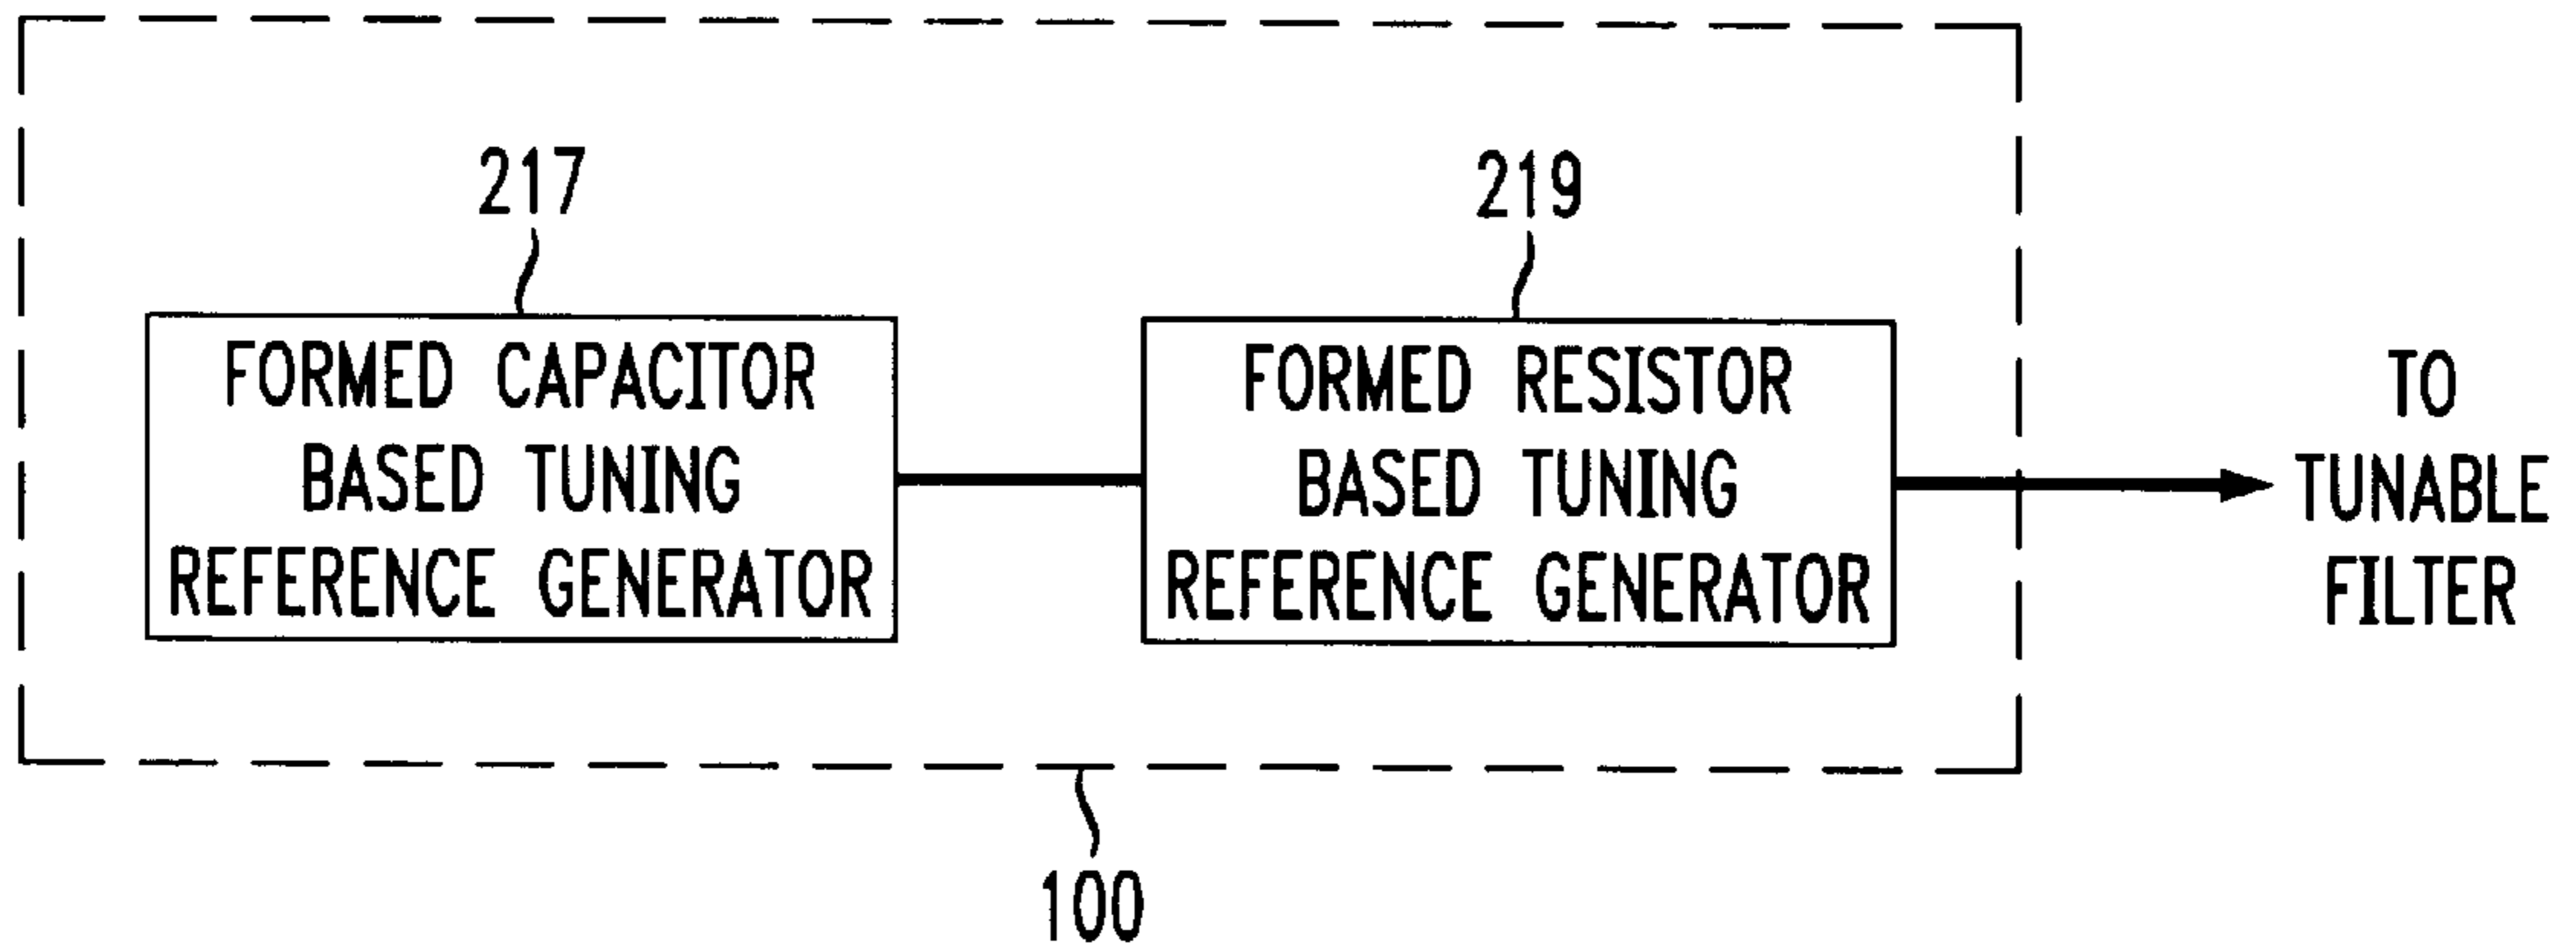 217
219
FORMED CAPACITOR
BASED TUNING
REFERENCE GENERATOR
FORMED RESISTOR
BASED TUNING
REFERENCE GENERATOR
TO
TUNABLE
FILTER
100